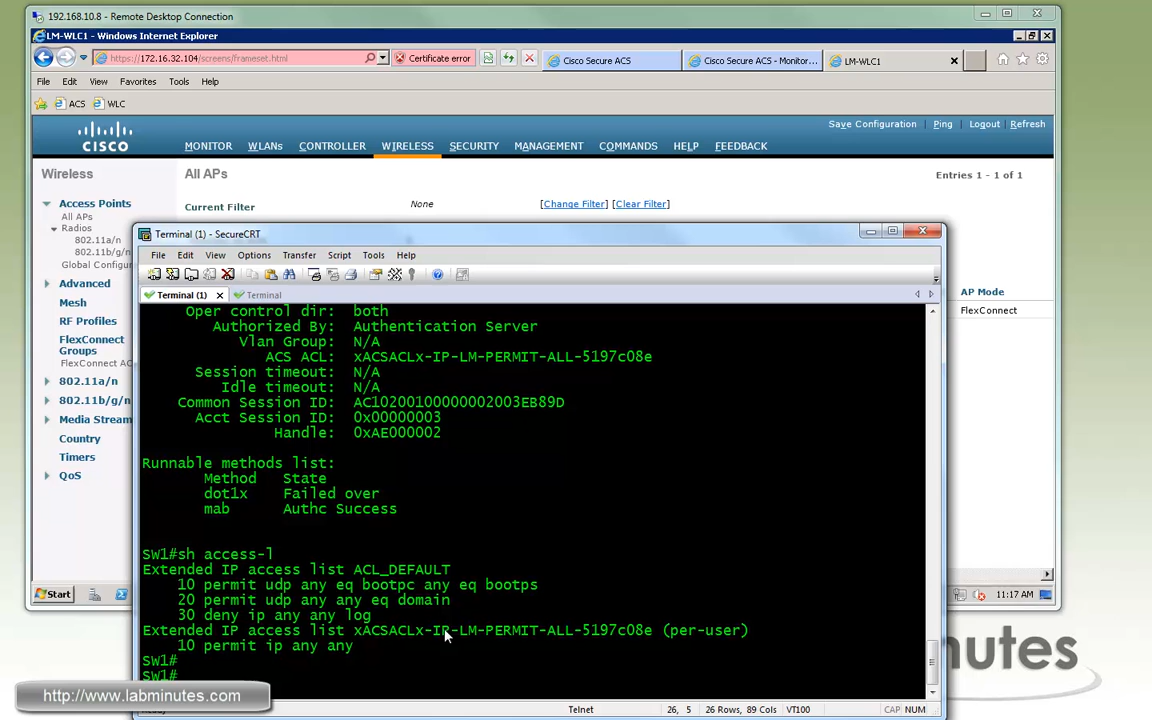 192.168.10.8 - Remote Desktop Connection
LM-WLC1 - Windows Internet Explorer
https://172.16.32.104/screens/frameset.html
Certificate error
Cisco Secure ACS
Cisco Secure ACS - Monitor...
LM-WLC1
File Edit View Favorites Tools Help
ACS WLC
CISCO
MONITOR WLANs CONTROLLER WIRELESS SECURITY MANAGEMENT COMMANDS HELP FEEDBACK
Save Configuration Ping Logout Refresh
Wireless
All APs
Entries 1 - 1 of 1
Access Points
All APs
Radios
802.11a/n
802.11b/g/n
Global Configur
Advanced
Mesh
RF Profiles
FlexConnect
Groups
FlexConnect AC
802.11a/n
802.11b/g/n
Media Stream
Country
Timers
QoS
Current Filter None [Change Filter] [Clear Filter]
AP Mode
FlexConnect
Terminal (1) - SecureCRT
File Edit View Options Transfer Script Tools Help
Terminal (1) Terminal
Oper control dir: both
Authorized By: Authentication Server
Vlan Group: N/A
ACS ACL: xACSACLx-IP-LM-PERMIT-ALL-5197c08e
Session timeout: N/A
Idle timeout: N/A
Common Session ID: AC10200100000002003EB89D
Acct Session ID: 0x00000003
Handle: 0xAE000002
Runnable methods list:
Method State
dot1x Failed over
mab Authc Success
SW1#sh access-l
Extended IP access list ACL_DEFAULT
10 permit udp any eq bootpc any eq bootps
20 permit udp any any eq domain
30 deny ip any any log
Extended IP access list xACSACLx-IP-LM-PERMIT-ALL-5197c08e (per-user)
10 permit ip any any
SW1#
SW1#
Telnet 26, 5 26 Rows, 89 Cols VT100 CAP NUM
Start
11:17 AM
nutes
http://www.labminutes.com